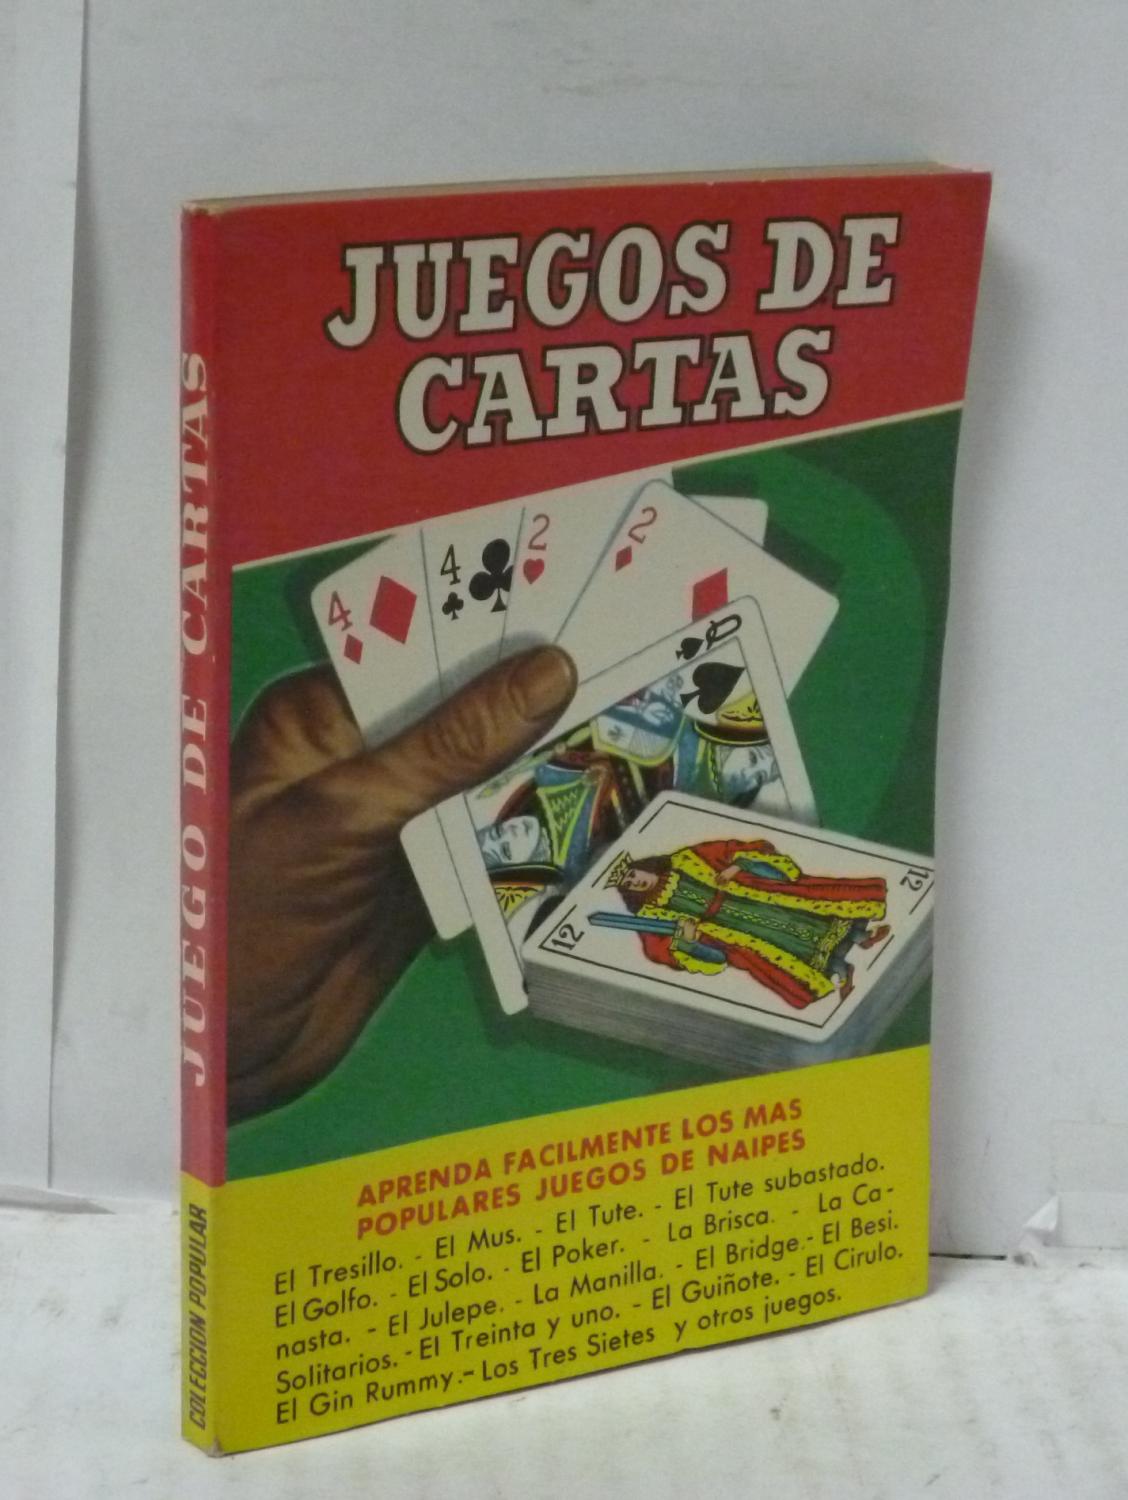 JUEGOS DE
CARTAS
4
4
2
2
Q
12
12
APRENDA FACILMENTE LOS MAS
POPULARES JUEGOS DE NAIPES
El Tresillo. - El Mus. - El Tute. - El Tute subastado.
El Golfo. - El Solo. - El Poker. - La Brisca. - La Ca-
nasta. - El Julepe. - La Manilla. - El Bridge.- El Besi.
Solitarios. - El Treinta y uno. - El Guiñote. - El Cirulo.
El Gin Rummy.- Los Tres Sietes y otros juegos.
JUEGO DE CARTAS
COLECCION POPULAR